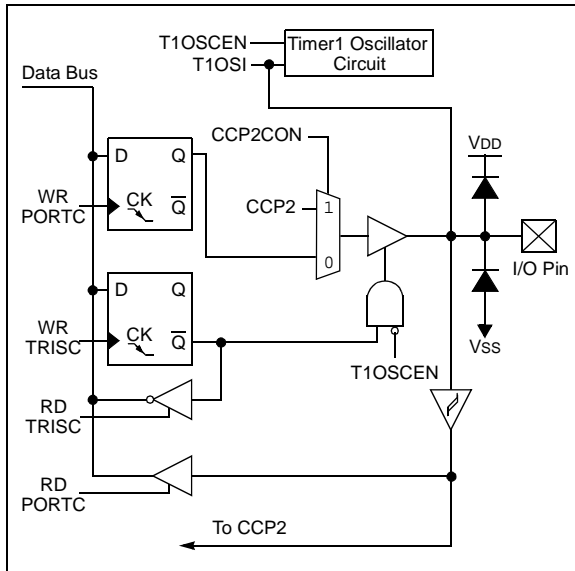 T1OSCEN
Timer1 Oscillator
Circuit
T1OSI
Data Bus
CCP2CON
VDD
D Q
WR
PORTC
CK
Q
CCP2
1
0
I/O Pin
D Q
WR
TRISC
CK
Q
VSS
T1OSCEN
RD
TRISC
RD
PORTC
To CCP2